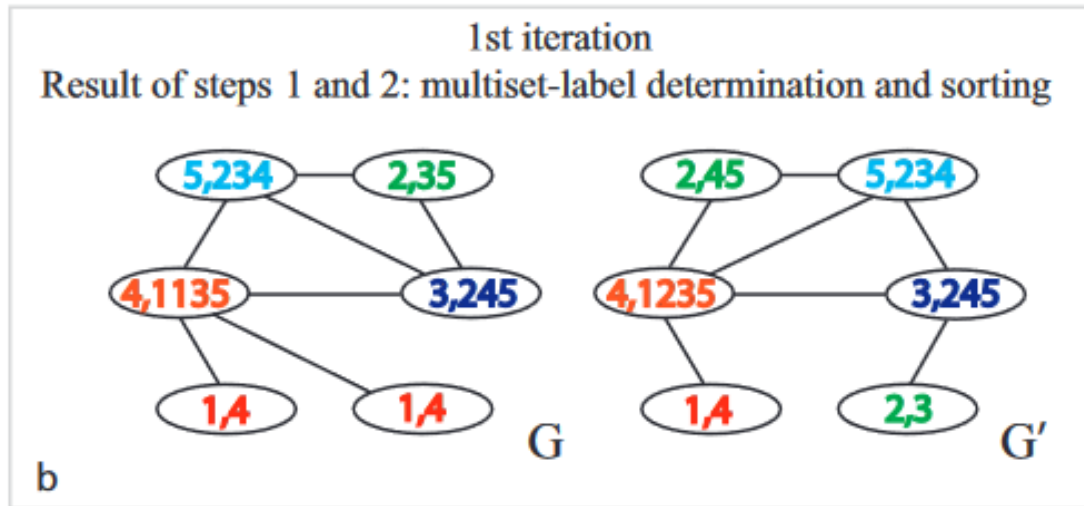 1st iteration
Result of steps 1 and 2: multiset-label determination and sorting
5,234 2,35 2,45 5,234
4,1135 3,245 4,1235 3,245
1,4 1,4 1,4 2,3
G G′
b